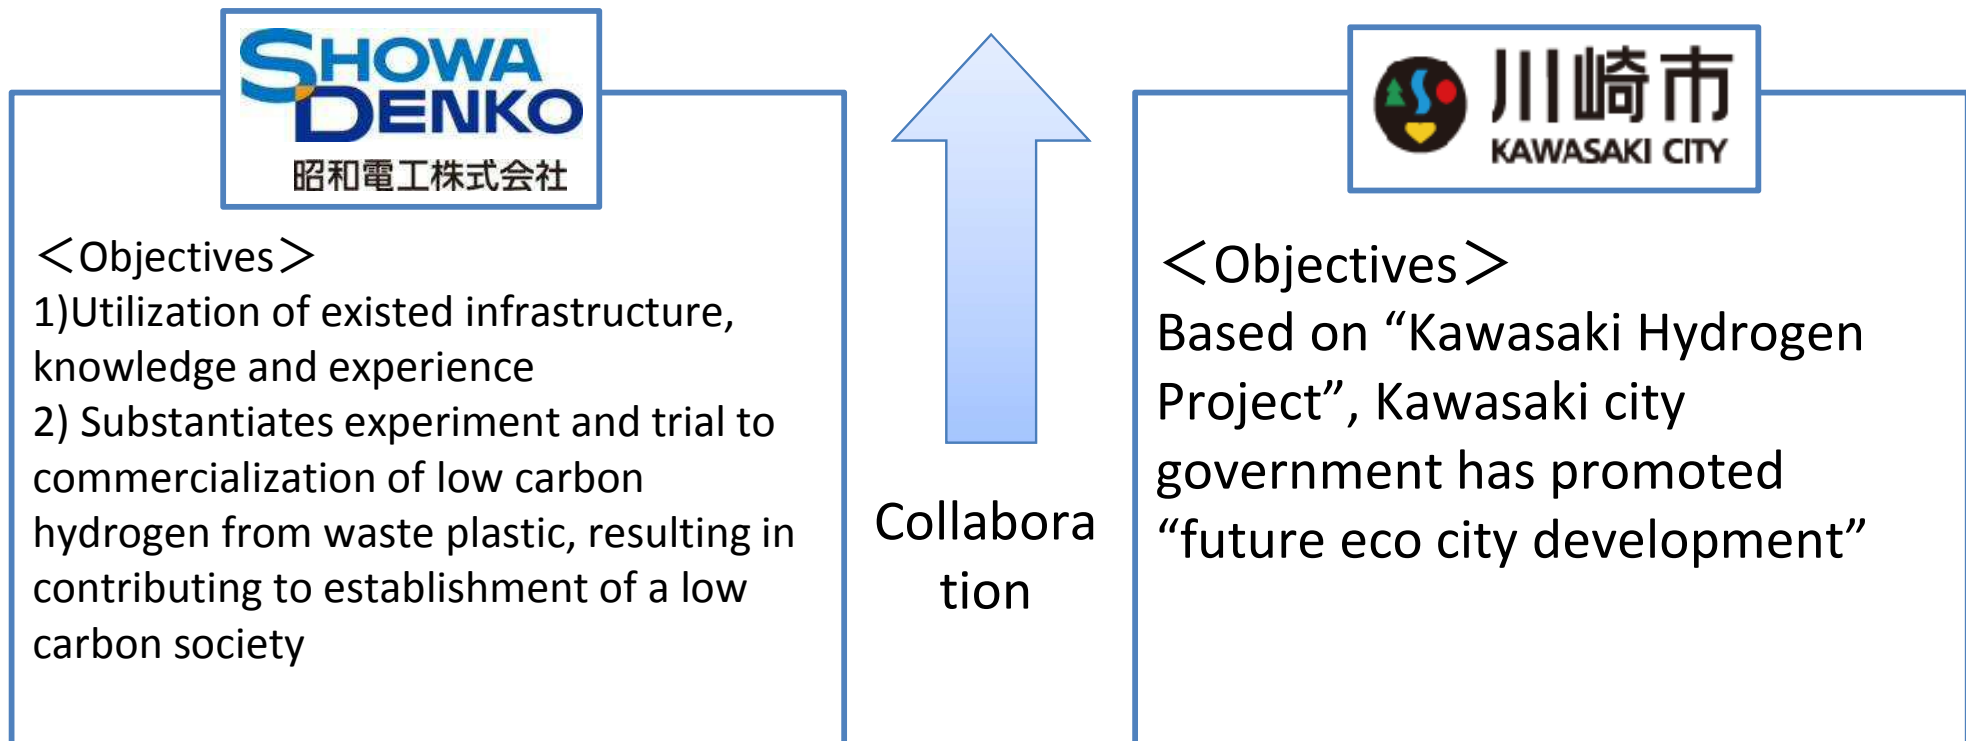 SHOWA
DENKO
昭和電工株式会社
＜Objectives＞
1)Utilization of existed infrastructure,
knowledge and experience
2) Substantiates experiment and trial to
commercialization of low carbon
hydrogen from waste plastic, resulting in
contributing to establishment of a low
carbon society
Collabora
tion
川崎市
KAWASAKI CITY
＜Objectives＞
Based on “Kawasaki Hydrogen
Project”, Kawasaki city
government has promoted
“future eco city development”